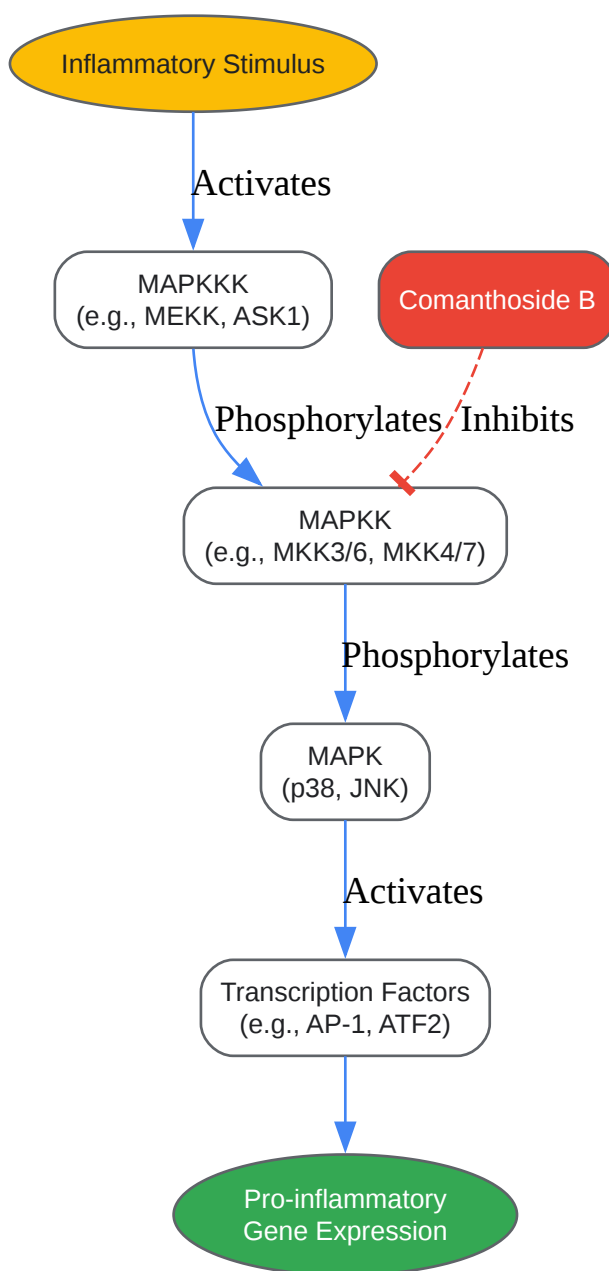 Inflammatory Stimulus
Activates
MAPKKK
(e.g., MEKK, ASK1)
Comanthoside B
Phosphorylates
Inhibits
MAPKK
(e.g., MKK3/6, MKK4/7)
Phosphorylates
MAPK
(p38, JNK)
Activates
Transcription Factors
(e.g., AP-1, ATF2)
Pro-inflammatory
Gene Expression